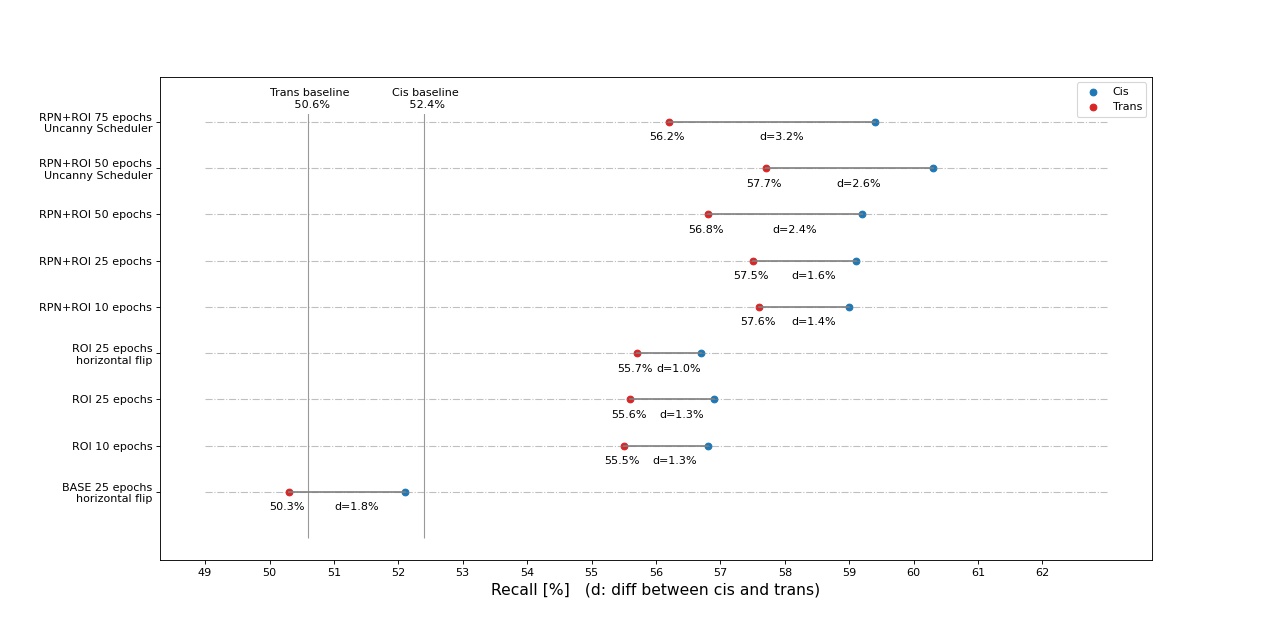 Trans baseline
50.6%
Cis baseline
52.4%
Cis
Trans
RPN+ROI 75 epochs
Uncanny Scheduler
56.2%
d=3.2%
RPN+ROI 50 epochs
Uncanny Scheduler
57.7%
d=2.6%
RPN+ROI 50 epochs
56.8%
d=2.4%
RPN+ROI 25 epochs
57.5%
d=1.6%
RPN+ROI 10 epochs
57.6%
d=1.4%
ROI 25 epochs
horizontal flip
55.7% d=1.0%
ROI 25 epochs
55.6%
d=1.3%
ROI 10 epochs
55.5%
d=1.3%
BASE 25 epochs
horizontal flip
50.3%
d=1.8%
49 50 51 52 53 54 55 56 57 58 59 60 61 62
Recall [%] (d: diff between cis and trans)